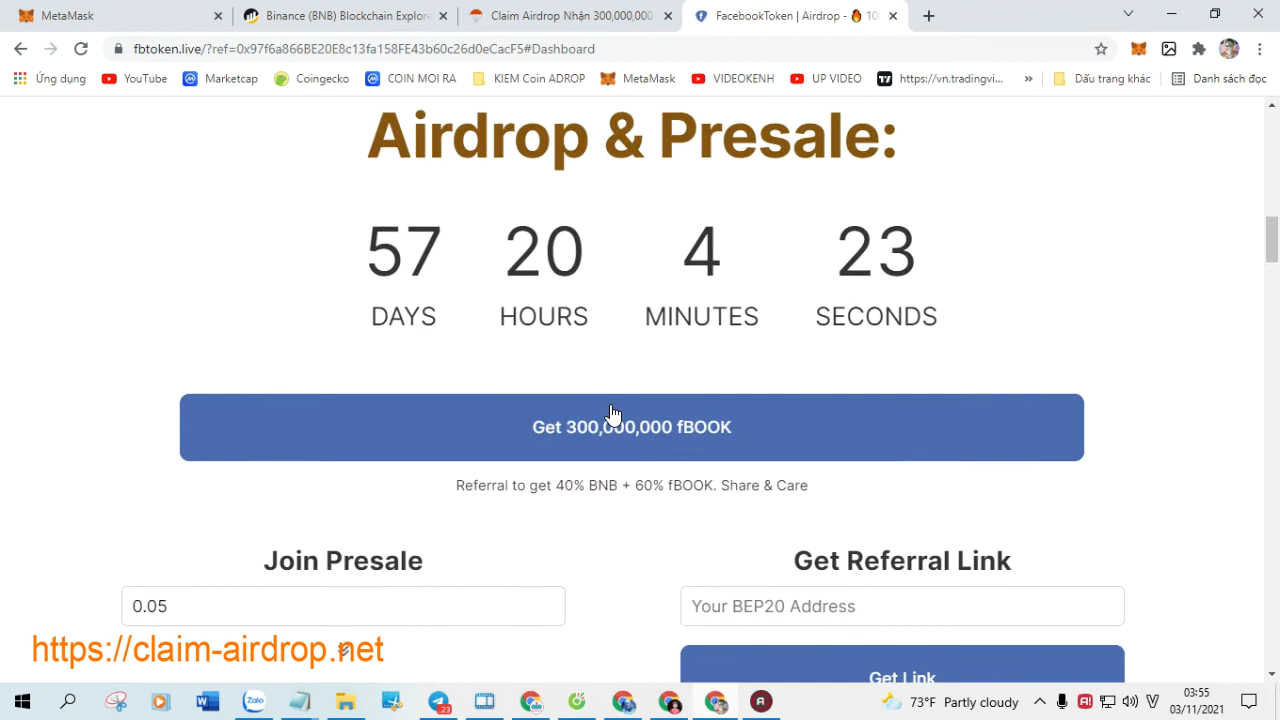 MetaMask
Binance (BNB) Explore
Claim Airdrop Nhận 300,000,000
FacebookToken | Airdrop - 🔥 10
fbtoken.live/?ref=0x97f6a866BE20E8c13fa158FE43b60c26d0eCacF5#Dashboard
Ứng dụng
YouTube
Marketcap
Coingecko
COIN MOI RA
KIEM Coin ADROP
MetaMask
VIDEOKENH
UP VIDEO
https://vn.tradingvi...
»
Dấu trang khác
Danh sách đọc
Airdrop & Presale:
57 20 4 23
DAYS HOURS MINUTES SECONDS
Get 300,000,000 fBOOK
Referral to get 40% BNB + 60% fBOOK. Share & Care
Join Presale
Get Referral Link
0.05
Your BEP20 Address
https://claim-airdrop.net
Get Link
Zalo
23
73°F Partly cloudy
03:55
03/11/2021